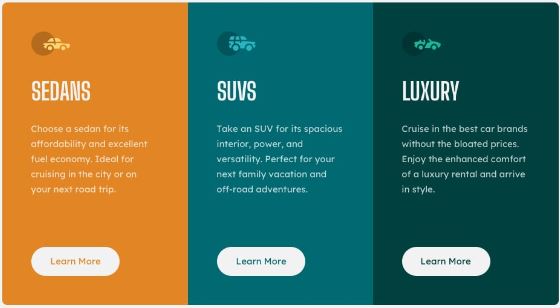 SEDANS
Choose a sedan for its
affordability and excellent
fuel economy. Ideal for
cruising in the city or on
your next road trip.
Learn More
SUVS
Take an SUV for its spacious
interior, power, and
versatility. Perfect for your
next family vacation and
off-road adventures.
Learn More
LUXURY
Cruise in the best car brands
without the bloated prices.
Enjoy the enhanced comfort
of a luxury rental and arrive
in style.
Learn More